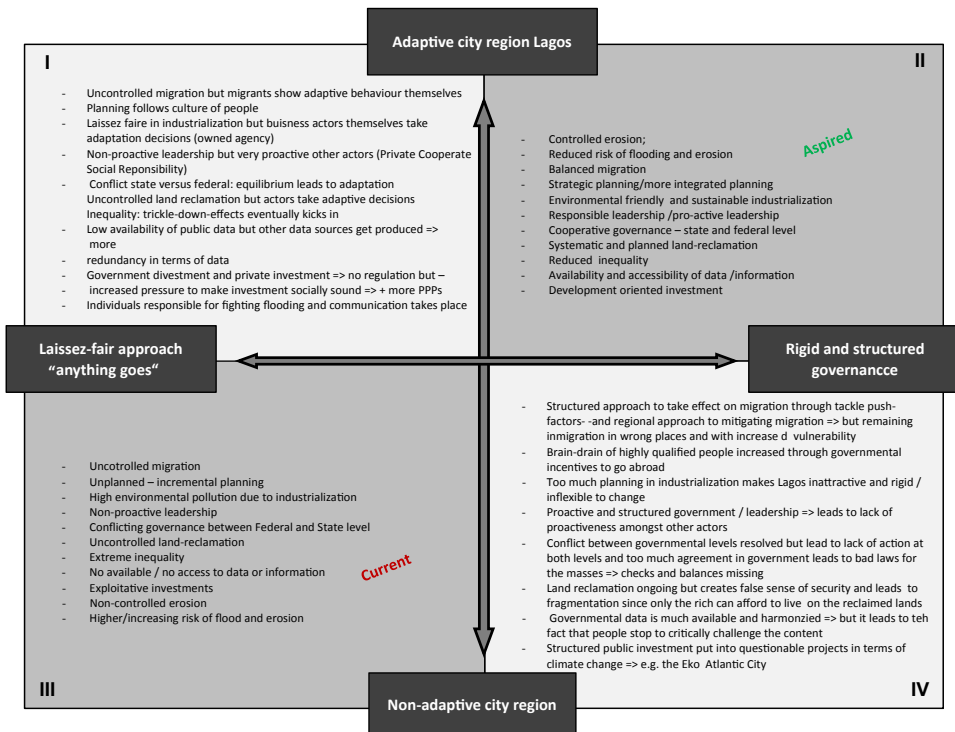 Adaptive city region Lagos
I
- Uncontrolled migration but migrants show adaptive behaviour themselves
- Planning follows culture of people
- Laissez faire in industrialization but buisness actors themselves take
adaptation decisions (owned agency)
- Non-proactive leadership but very proactive other actors (Private Cooperate
Social Reponsibility)
- Conflict state versus federal: equilibrium leads to adaptation
Uncontrolled land reclamation but actors take adaptive decisions
Inequality: trickle-down-effects eventually kicks in
- Low availability of public data but other data sources get produced =>
more
- redundancy in terms of data
- Government divestment and private investment => no regulation but –
- increased pressure to make investment socially sound => + more PPPs
- Individuals responsible for fighting flooding and communication takes place
II
Aspired
- Controlled erosion;
- Reduced risk of flooding and erosion
- Balanced migration
- Strategic planning/more integrated planning
- Environmental friendly and sustainable industrialization
- Responsible leadership /pro-active leadership
- Cooperative governance – state and federal level
- Systematic and planned land-reclamation
- Reduced inequality
- Availability and accessibility of data /information
- Development oriented investment
Laissez-fair approach
"anything goes“
Rigid and structured
governancce
- Uncotrolled migration
- Unplanned – incremental planning
- High environmental pollution due to industrialization
- Non-proactive leadership
- Conflicting governance between Federal and State level
- Uncontrolled land-reclamation
- Extreme inequality
- No available / no access to data or information
- Exploitative investments
- Non-controlled erosion
- Higher/increasing risk of flood and erosion
Current
III
- Structured approach to take effect on migration through tackle push-
factors- -and regional approach to mitigating migration => but remaining
inmigration in wrong places and with increase d vulnerability
- Brain-drain of highly qualified people increased through governmental
incentives to go abroad
- Too much planning in industrialization makes Lagos inattractive and rigid /
inflexible to change
- Proactive and structured government / leadership => leads to lack of
proactiveness amongst other actors
- Conflict between governmental levels resolved but lead to lack of action at
both levels and too much agreement in government leads to bad laws for
the masses => checks and balances missing
- Land reclamation ongoing but creates false sense of security and leads to
fragmentation since only the rich can afford to live on the reclaimed lands
- Governmental data is much available and harmonzied => but it leads to teh
fact that people stop to critically challenge the content
- Structured public investment put into questionable projects in terms of
climate change => e.g. the Eko Atlantic City
IV
Non-adaptive city region